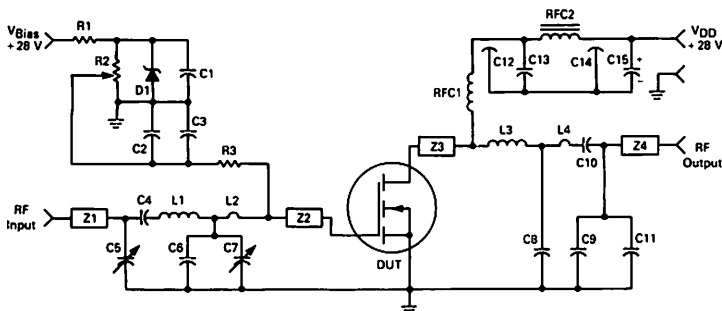 VBias
+ 28 V
R1
R2
D1
C1
C2
C3
R3
RFC2
VDD
+ 28 V
C12
C13
C14
C15
+
−
RFC1
L3
L4
C10
Z3
Z4
RF
Output
RF
Input
Z1
C4
L1
L2
Z2
C5
C6
C7
DUT
C8
C9
C11